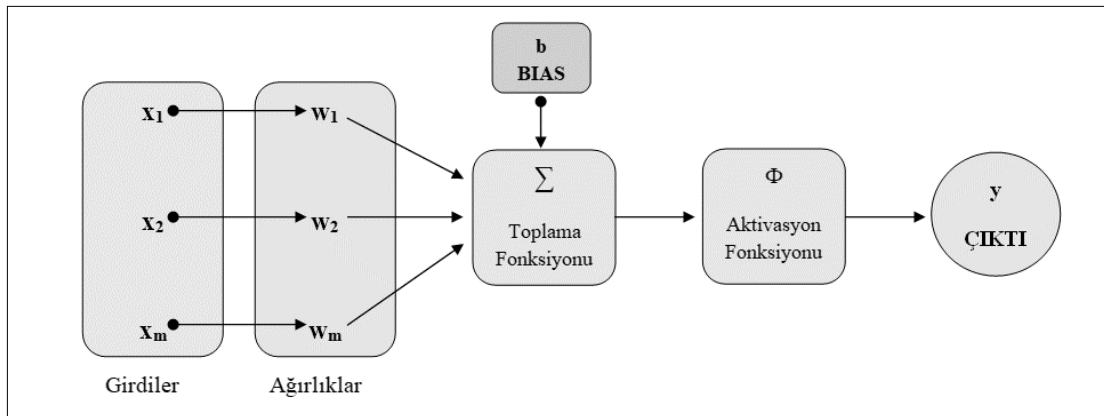 b
BIAS
x₁
w₁
x₂
w₂
xₘ
wₘ
∑
Toplama
Fonksiyonu
Φ
Aktivasyon
Fonksiyonu
y
ÇIKTI
Girdiler
Ağırlıklar